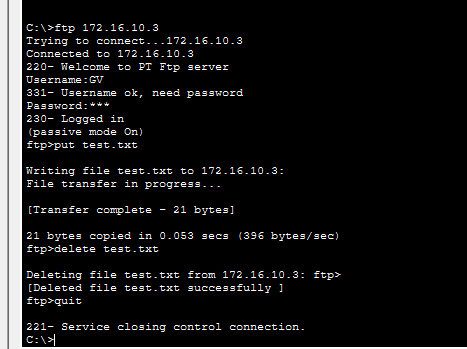 C:\>ftp 172.16.10.3
Trying to connect...172.16.10.3
Connected to 172.16.10.3
220- Welcome to PT Ftp server
Username:GV
331- Username ok, need password
Password:***
230- Logged in
(passive mode On)
ftp>put test.txt
Writing file test.txt to 172.16.10.3:
File transfer in progress...
[Transfer complete - 21 bytes]
21 bytes copied in 0.053 secs (396 bytes/sec)
ftp>delete test.txt
Deleting file test.txt from 172.16.10.3: ftp>
[Deleted file test.txt successfully ]
ftp>quit
221- Service closing control connection.
C:\>